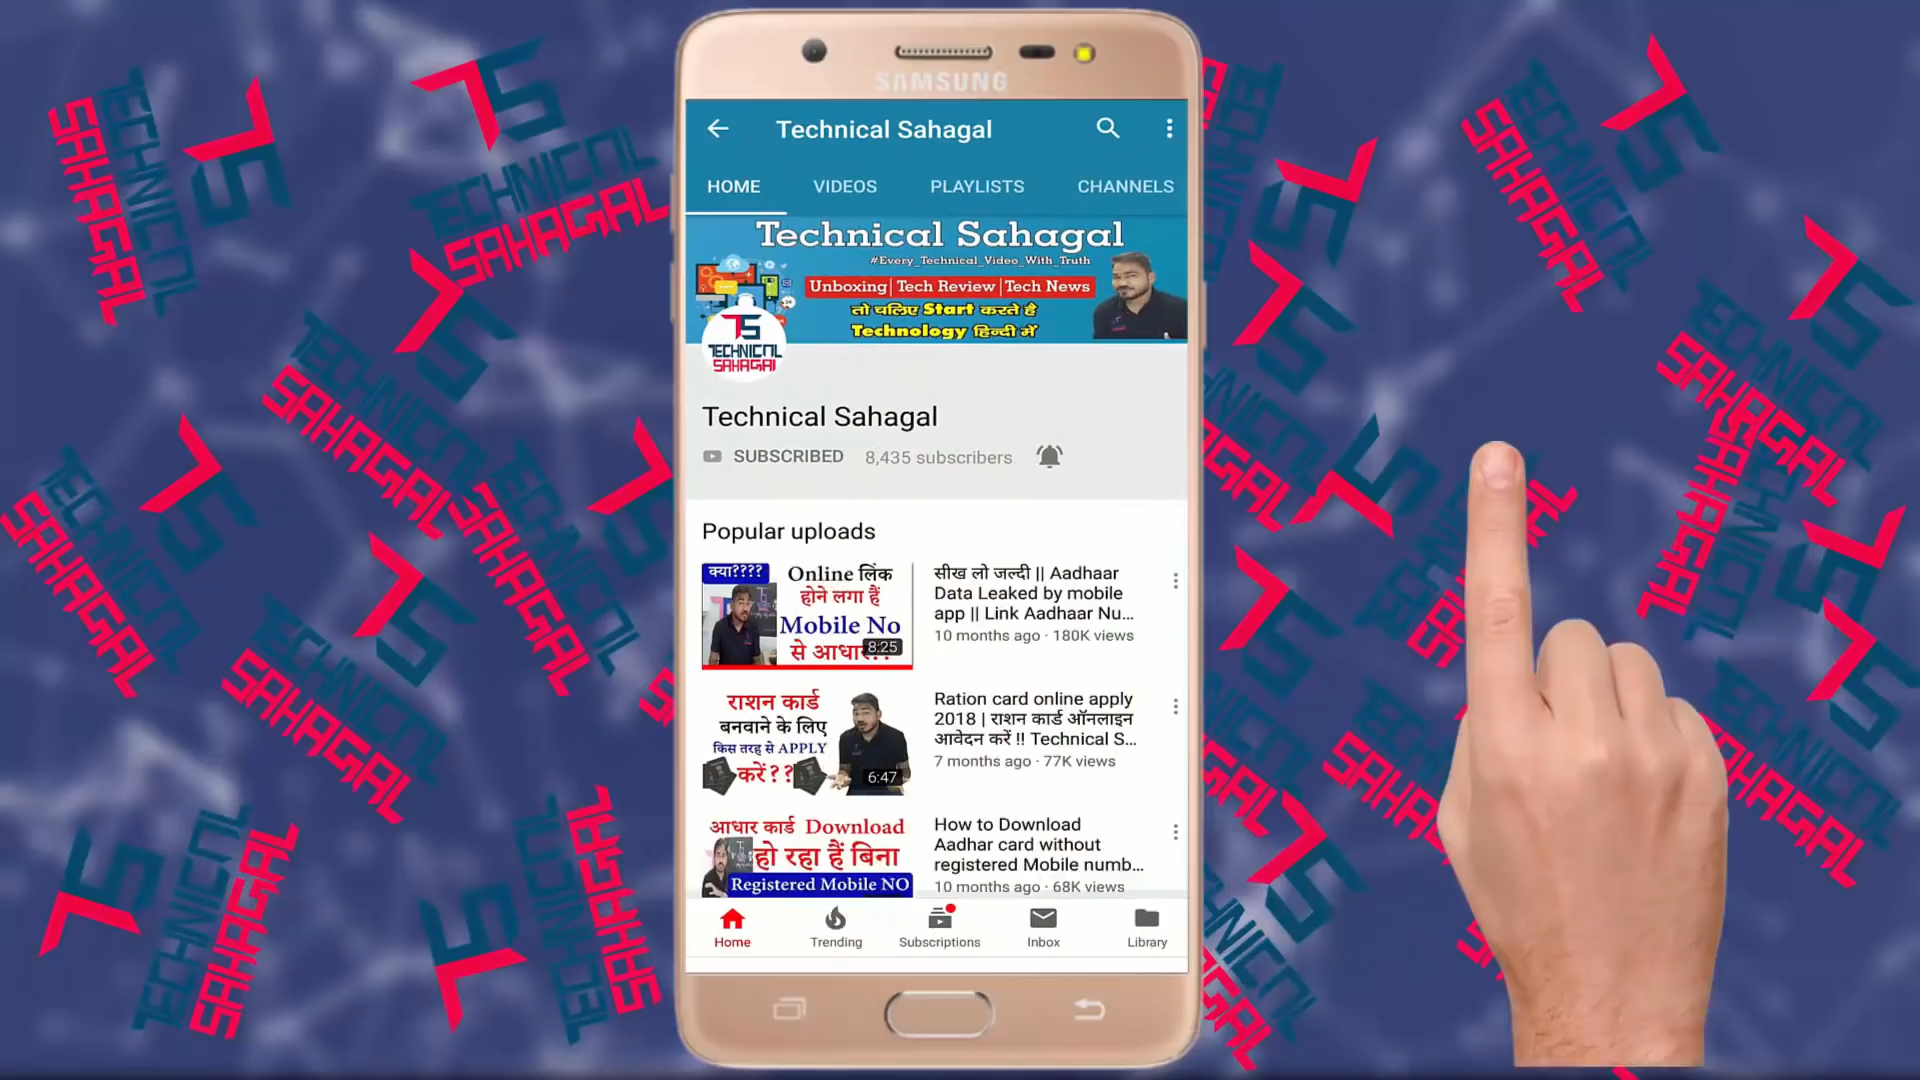 SAMSUNG
Technical Sahagal
HOME VIDEOS PLAYLISTS CHANNELS
Technical Sahagal
#Every_Technical_Video_With_Truth
Unboxing| Tech Review |Tech News
तो चलिए Start करते है
Technology हिन्दी में
TS
TECHNICAL
SAHAGAL
Technical Sahagal
SUBSCRIBED 8,435 subscribers
Popular uploads
क्या????
Online लिंक
होने लगा हैं
Mobile No
से आधार??
8:25
सीख लो जल्दी || Aadhaar
Data Leaked by mobile
app || Link Aadhaar Nu...
10 months ago · 180K views
राशन कार्ड
बनवाने के लिए
किस तरह से APPLY
करें??
6:47
Ration card online apply
2018 | राशन कार्ड ऑनलाइन
आवेदन करें !! Technical S...
7 months ago · 77K views
आधार कार्ड Download
हो रहा हैं बिना
Registered Mobile NO
How to Download
Aadhar card without
registered Mobile numb...
10 months ago · 68K views
Home Trending Subscriptions Inbox Library
TS
TECHNICAL
SAHAGAL